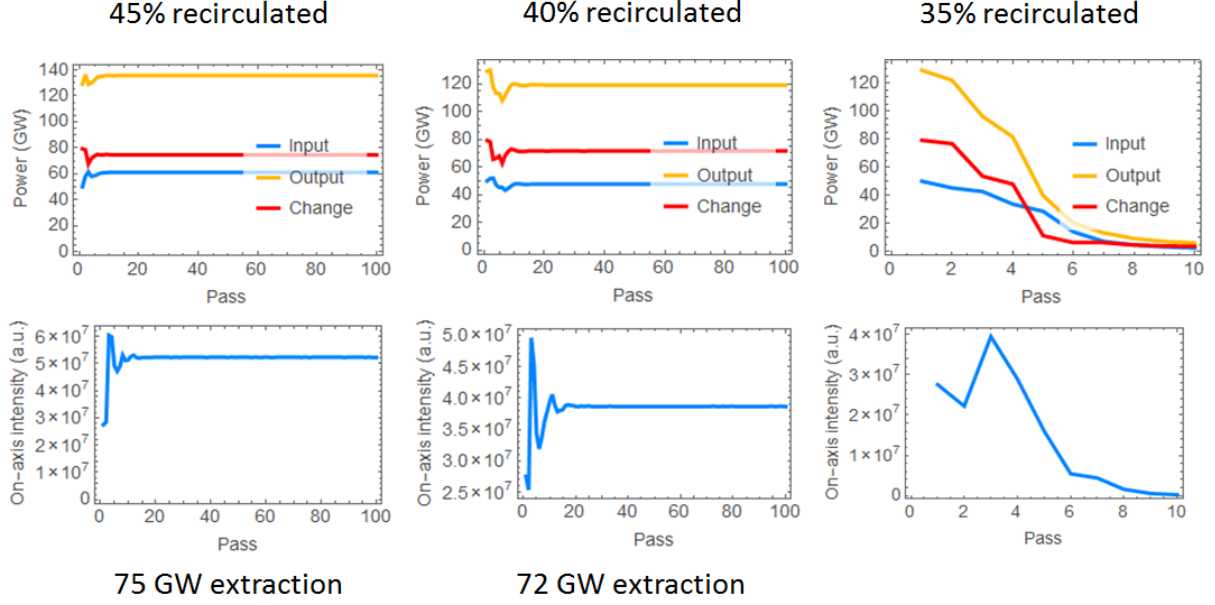 45% recirculated
40% recirculated
35% recirculated
Power (GW)
140
120
100
80
60
40
20
0
Input
Output
Change
0 20 40 60 80 100
Pass
Power (GW)
120
100
80
60
40
20
0
Input
Output
Change
0 20 40 60 80 100
Pass
Power (GW)
120
100
80
60
40
20
0
Input
Output
Change
0 2 4 6 8 10
Pass
On-axis intensity (a.u.)
6×10⁷
5×10⁷
4×10⁷
3×10⁷
2×10⁷
1×10⁷
0
0 20 40 60 80 100
Pass
On-axis intensity (a.u.)
5.0×10⁷
4.5×10⁷
4.0×10⁷
3.5×10⁷
3.0×10⁷
2.5×10⁷
0 20 40 60 80 100
Pass
On-axis intensity (a.u.)
4×10⁷
3×10⁷
2×10⁷
1×10⁷
0
0 2 4 6 8 10
Pass
75 GW extraction
72 GW extraction